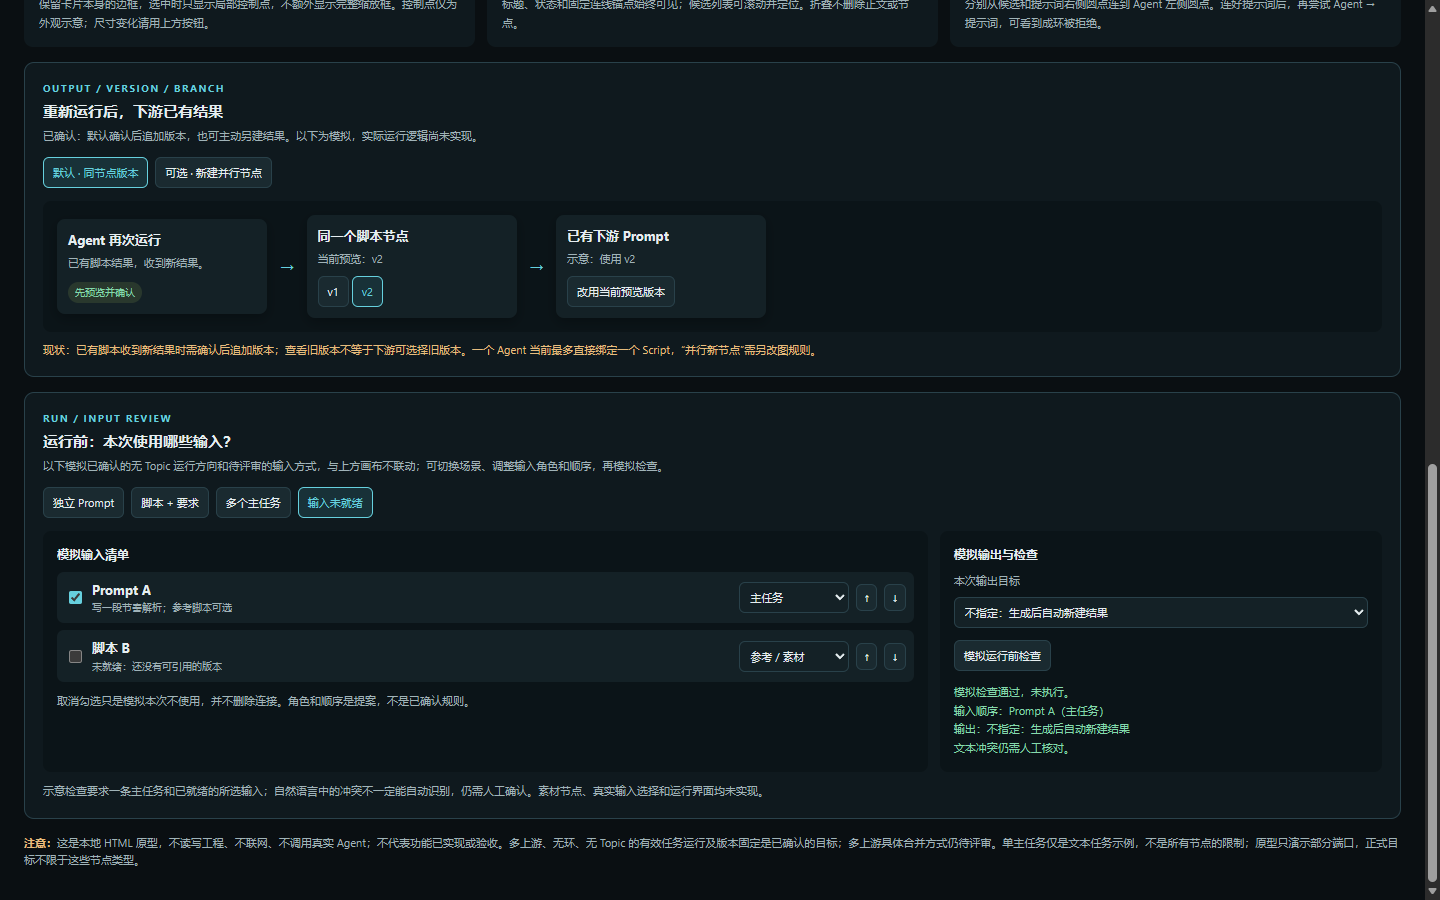 保留卡片本身的边框，选中时只显示局部控制点，不额外显示完整缩放框。控制点仅为
外观示意；尺寸变化请用上方按钮。
标题、状态和固定连线锚点始终可见；候选列表可滚动并定位。折叠不删除正文或节
点。
分别从候选和提示词右侧圆点连到 Agent 左侧圆点。连好提示词后，再尝试 Agent →
提示词，可看到成环被拒绝。
OUTPUT / VERSION / BRANCH
重新运行后，下游已有结果
已确认：默认确认后追加版本，也可主动另建结果。以下为模拟，实际运行逻辑尚未实现。
默认 · 同节点版本
可选 · 新建并行节点
Agent 再次运行
已有脚本结果，收到新结果。
先预览并确认
→
同一个脚本节点
当前预览：v2
v1
v2
→
已有下游 Prompt
示意：使用 v2
改用当前预览版本
现状：已有脚本收到新结果时需确认后追加版本；查看旧版本不等于下游可选择旧版本。一个 Agent 当前最多直接绑定一个 Script，“并行新节点”需另改图规则。
RUN / INPUT REVIEW
运行前：本次使用哪些输入？
以下模拟已确认的无 Topic 运行方向和待评审的输入方式，与上方画布不联动；可切换场景、调整输入角色和顺序，再模拟检查。
独立 Prompt
脚本 + 要求
多个主任务
输入未就绪
模拟输入清单
Prompt A
写一段节奏解析；参考脚本可选
主任务
↑
↓
脚本 B
未就绪：还没有可引用的版本
参考 / 素材
↑
↓
取消勾选只是模拟本次不使用，并不删除连接。角色和顺序是提案，不是已确认规则。
模拟输出与检查
本次输出目标
不指定：生成后自动新建结果
模拟运行前检查
模拟检查通过，未执行。
输入顺序：Prompt A（主任务）
输出：不指定：生成后自动新建结果
文本冲突仍需人工核对。
示意检查要求一条主任务和已就绪的所选输入；自然语言中的冲突不一定能自动识别，仍需人工确认。素材节点、真实输入选择和运行界面均未实现。
注意：这是本地 HTML 原型，不读写工程、不联网、不调用真实 Agent；不代表功能已实现或验收。多上游、无环、无 Topic 的有效任务运行及版本固定是已确认的目标；多上游具体合并方式仍待评审。单主任务仅是文本任务示例，不是所有节点的限制；原型只演示部分端口，正式目
标不限于这些节点类型。